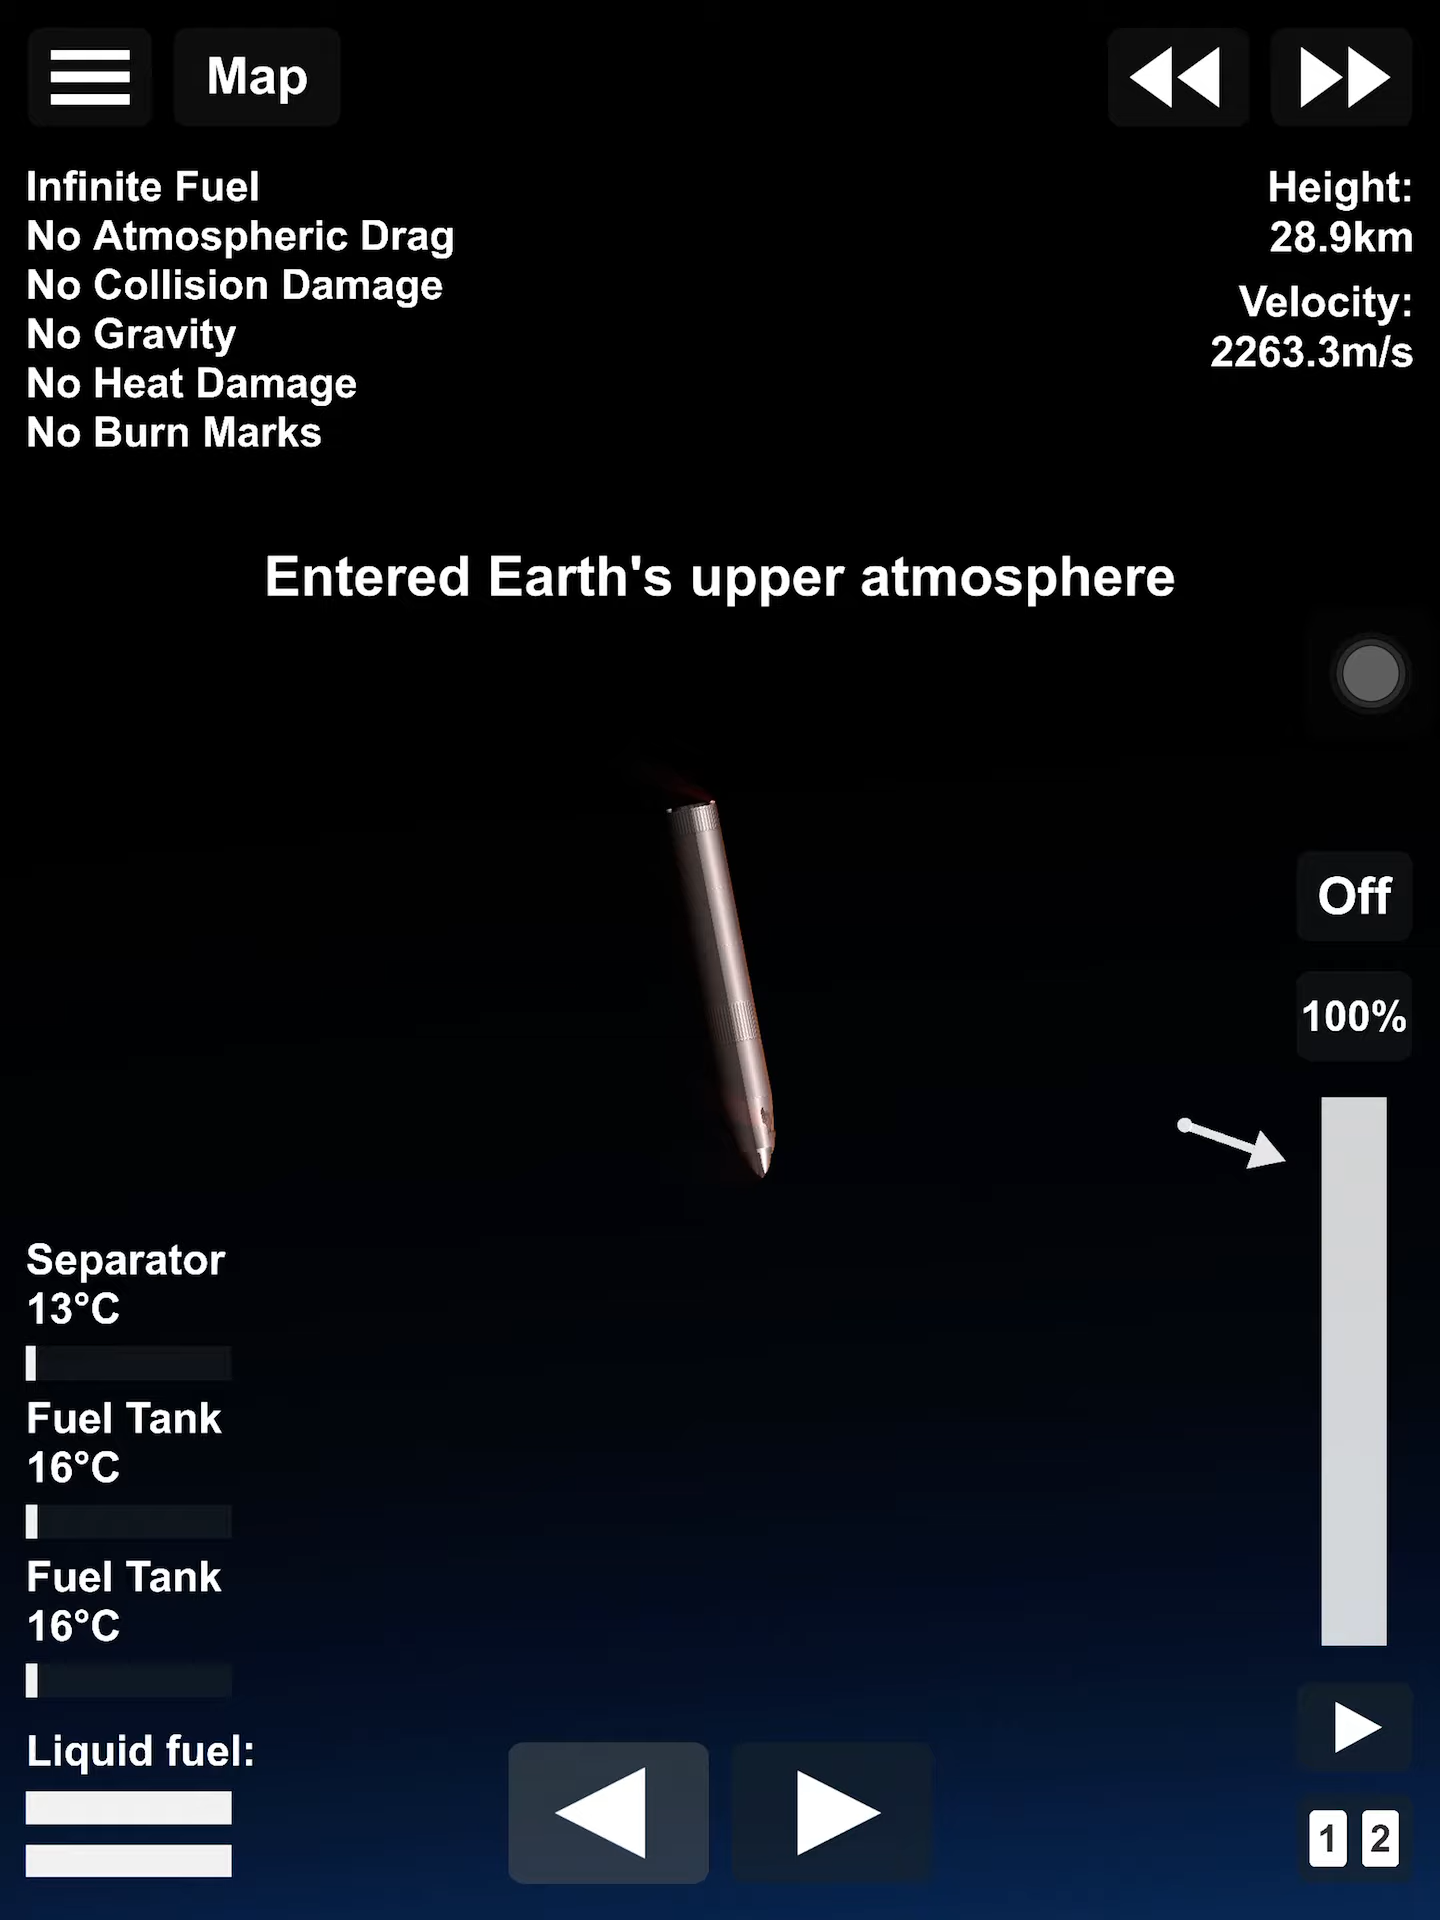 Map
Infinite Fuel
No Atmospheric Drag
No Collision Damage
No Gravity
No Heat Damage
No Burn Marks
Height:
28.9km
Velocity:
2263.3m/s
Entered Earth's upper atmosphere
Off
100%
Separator
13°C
Fuel Tank
16°C
Fuel Tank
16°C
Liquid fuel:
1 2